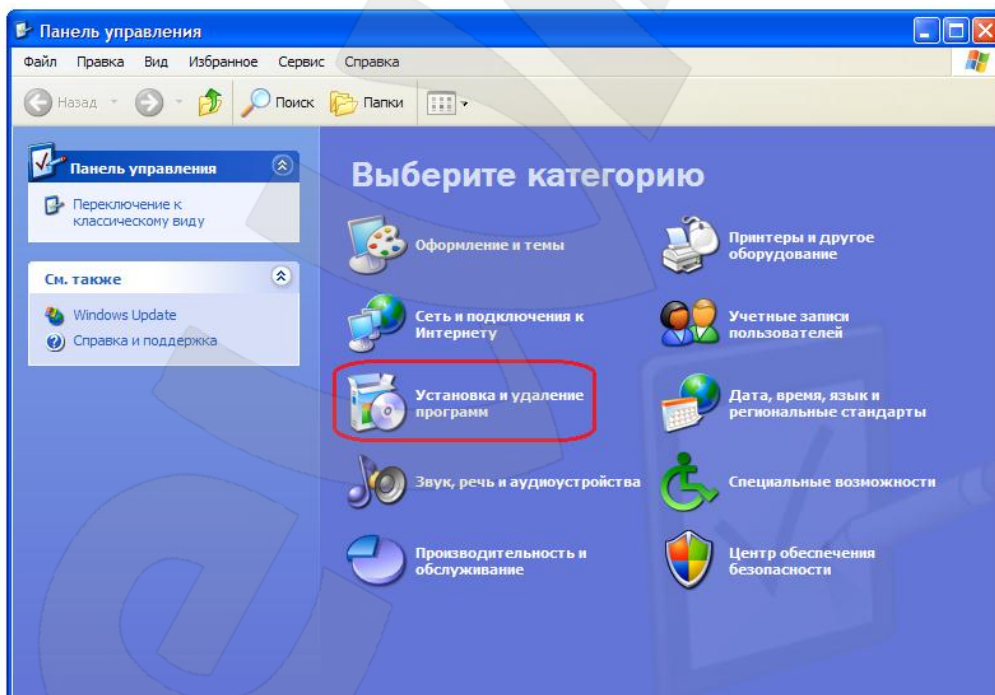 Панель управления
Файл Правка Вид Избранное Сервис Справка
Назад Поиск Папки
Панель управления
Переключение к
классическому виду
См. также
Windows Update
Справка и поддержка
Выберите категорию
Оформление и темы
Принтеры и другое
оборудование
Сеть и подключения к
Интернету
Учетные записи
пользователей
Установка и удаление
программ
Дата, время, язык и
региональные стандарты
Звук, речь и аудиоустройства
Специальные возможности
Производительность и
обслуживание
Центр обеспечения
безопасности